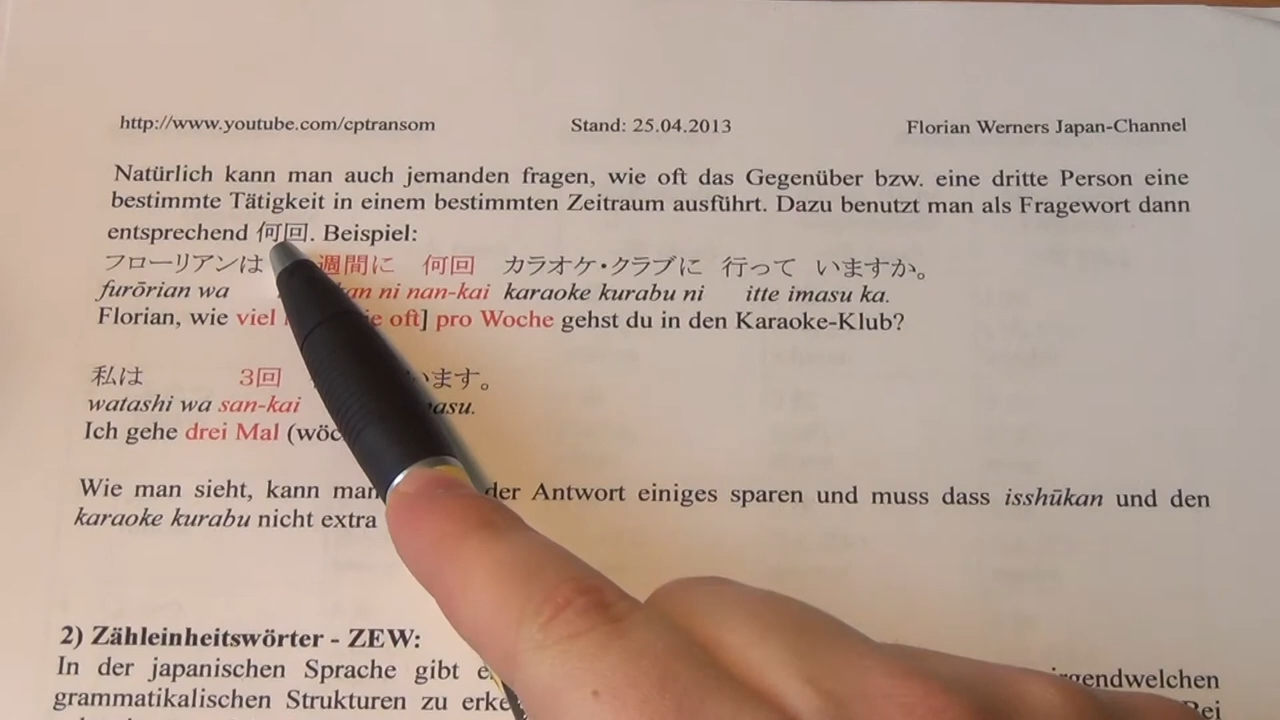 http://www.youtube.com/cptransom Stand: 25.04.2013 Florian Werners Japan-Channel
Natürlich kann man auch jemanden fragen, wie oft das Gegenüber bzw. eine dritte Person eine
bestimmte Tätigkeit in einem bestimmten Zeitraum ausführt. Dazu benutzt man als Fragewort dann
entsprechend 何回. Beispiel:
フローリアンは 週間に 何回 カラオケ・クラブに 行って いますか。
furōrian wa ni nan-kai karaoke kurabu ni itte imasu ka.
Florian, wie viel oft] pro Woche gehst du in den Karaoke-Klub?
私は 3回 います。
watashi wa san-kai
Ich gehe drei Mal
Wie man sieht, kann man der Antwort einiges sparen und muss dass isshūkan und den
karaoke kurabu nicht extra
2) Zähleinheitswörter - ZEW:
In der japanischen Sprache gibt irgendwelchen
grammatikalischen Strukturen zu Bei